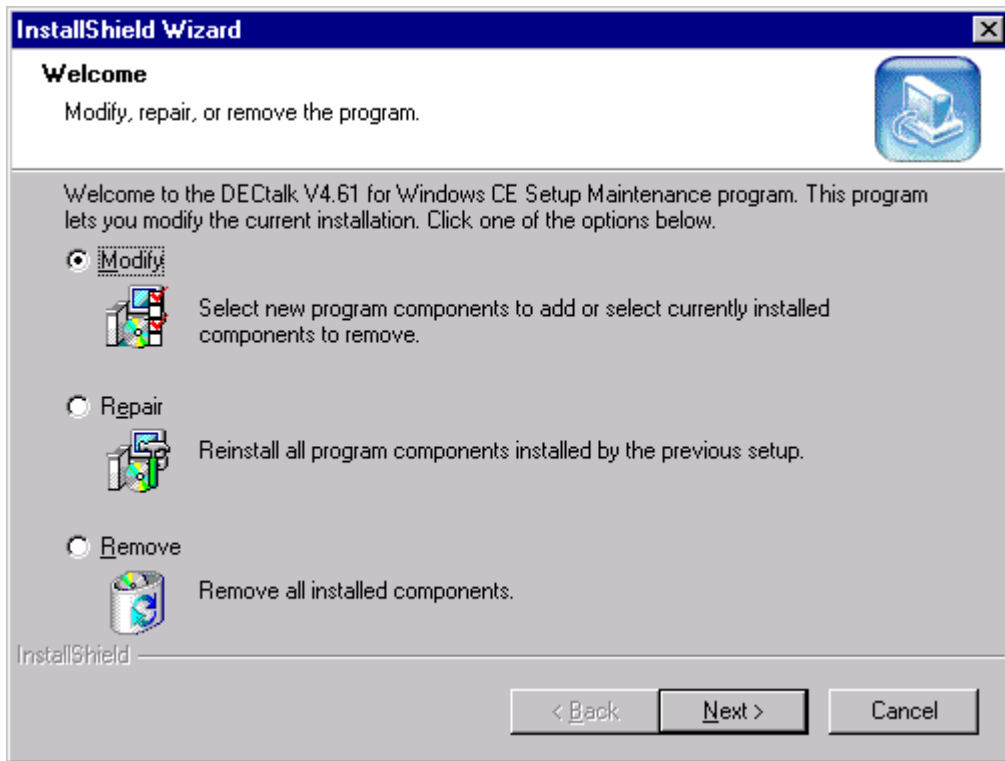 InstallShield Wizard
Welcome
Modify, repair, or remove the program.
Welcome to the DECtalk V4.61 for Windows CE Setup Maintenance program. This program
lets you modify the current installation. Click one of the options below.
Modify
Select new program components to add or select currently installed
components to remove.
Repair
Reinstall all program components installed by the previous setup.
Remove
Remove all installed components.
InstallShield
< Back Next > Cancel